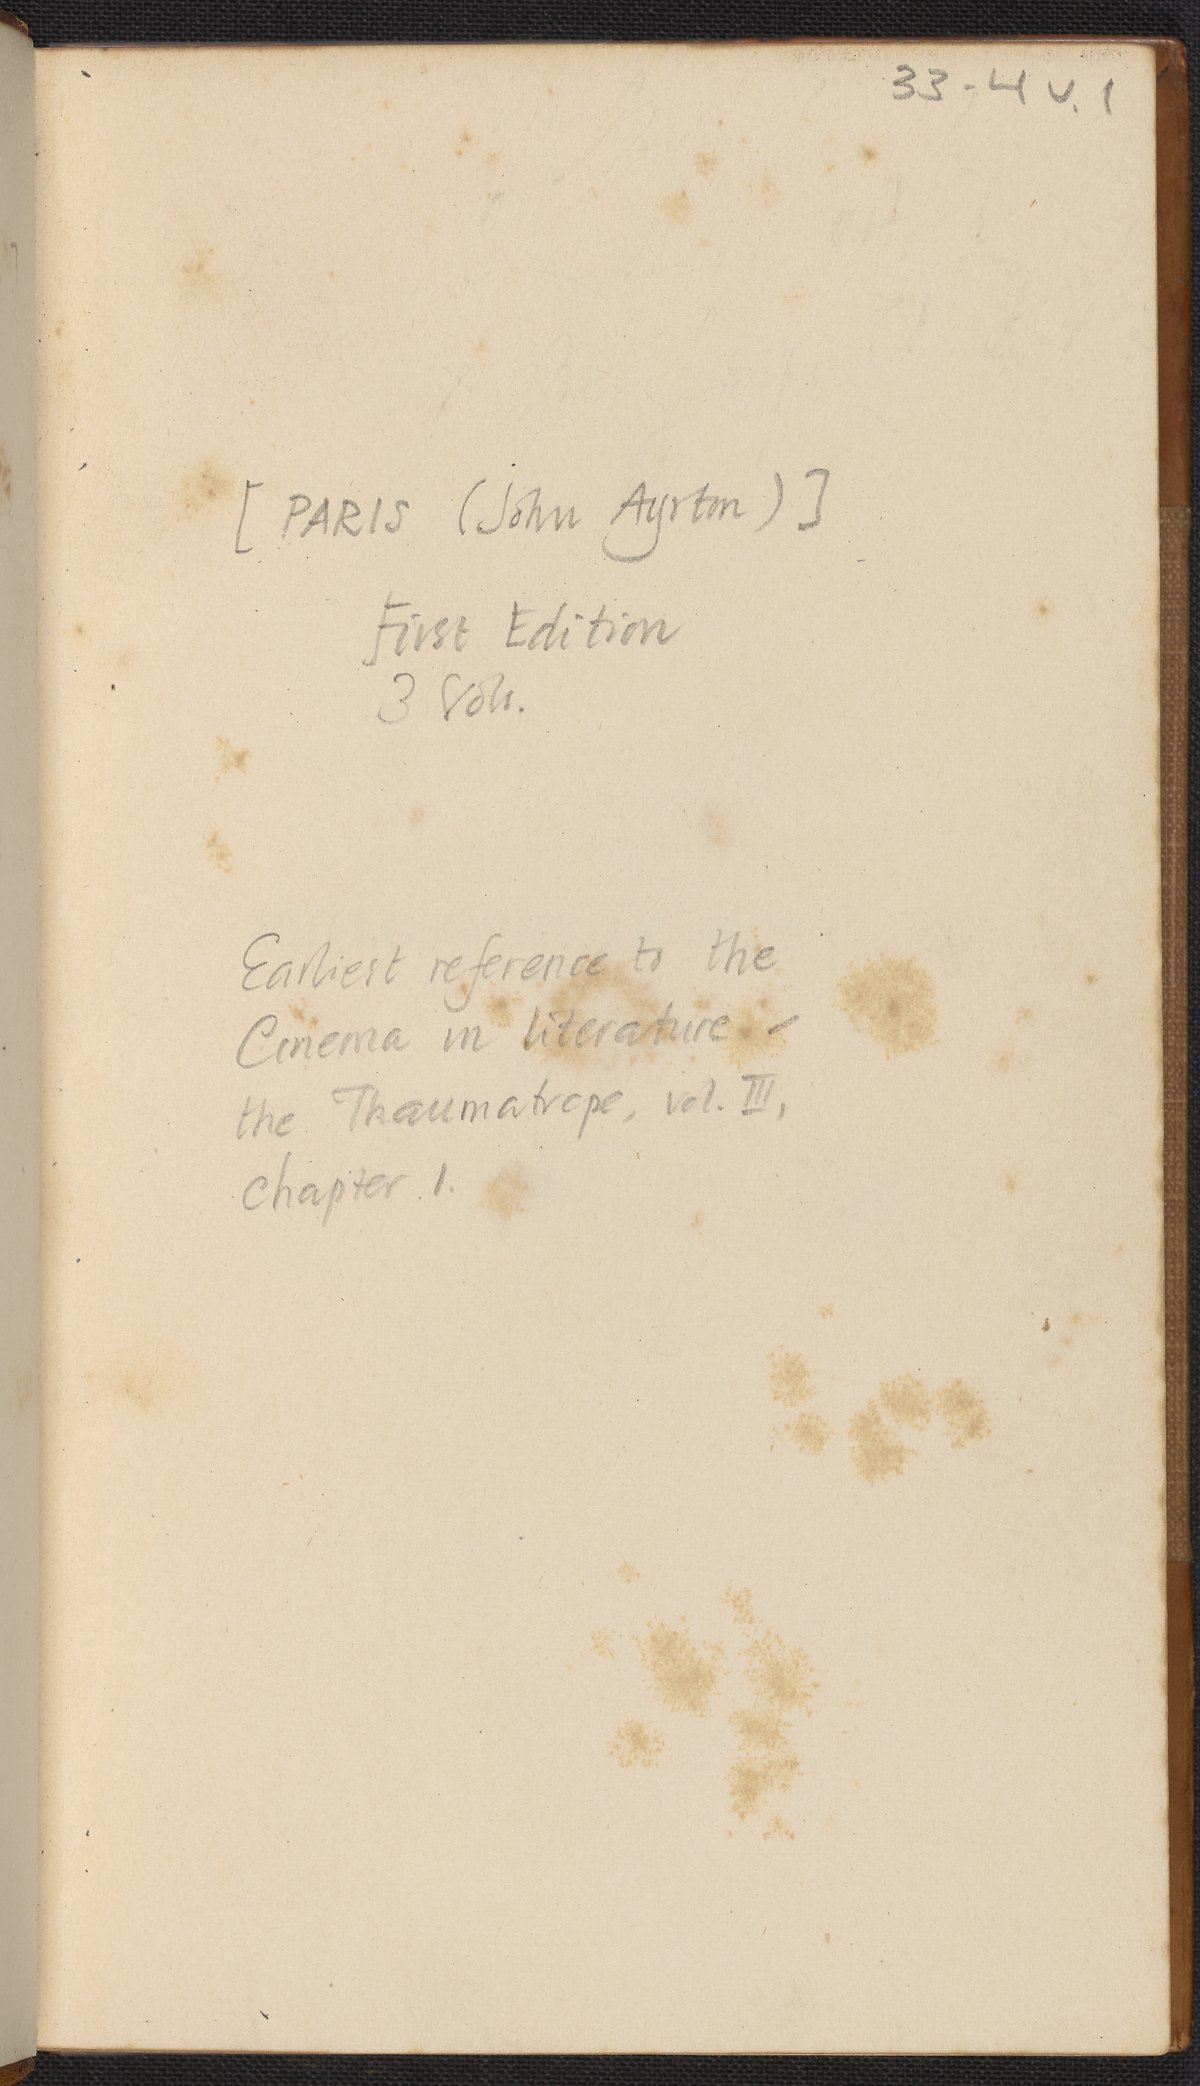 33-4 v. 1
[ PARIS (John Ayrton) ]
First Edition
3 Vols.
Earliest reference to the
Cinema in literature -
the Thaumatrope, vol. III,
chapter 1.